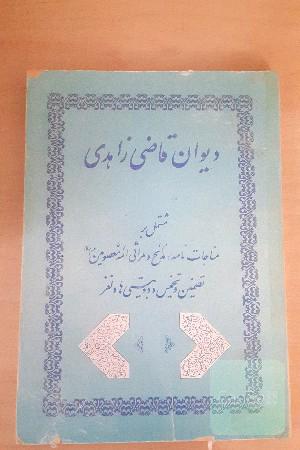 دیوان قاضی زاهدی
مشتمل بر
مناجات نامه، مدایح و مراثی المعصومین
تضمین و تخمیس و دوبیتی ها و نغز